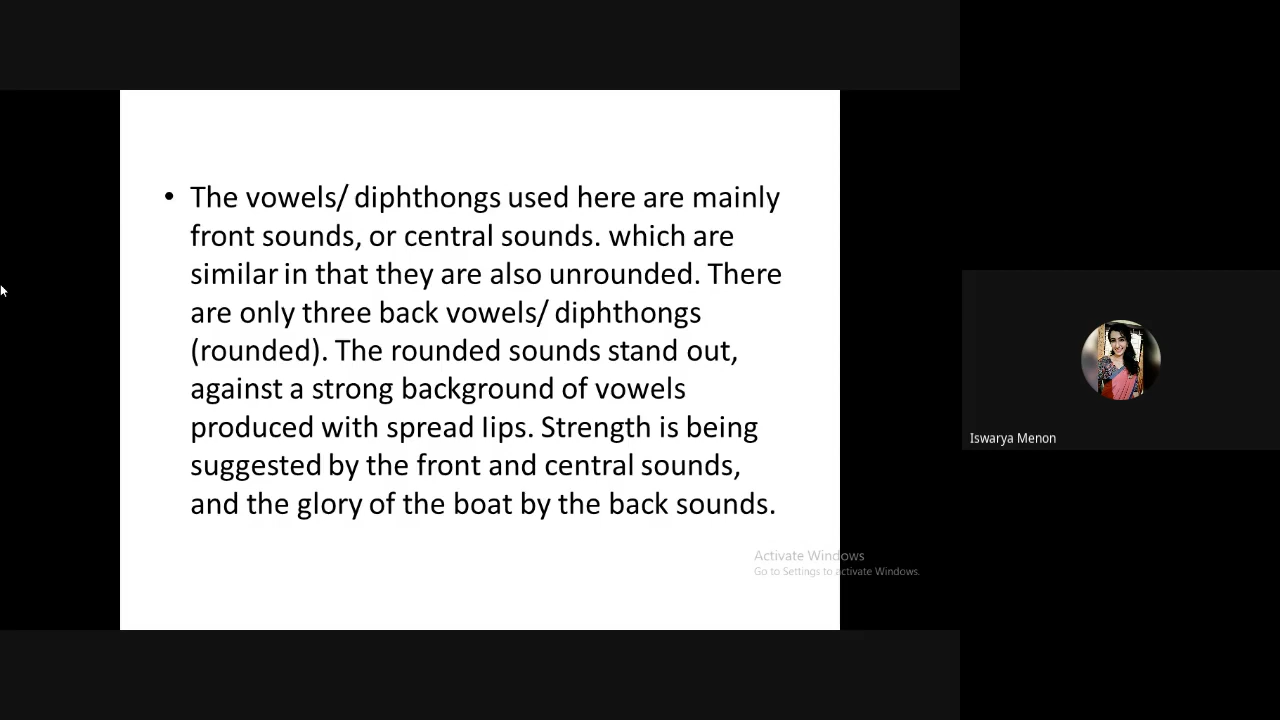 • The vowels/ diphthongs used here are mainly
front sounds, or central sounds. which are
similar in that they are also unrounded. There
are only three back vowels/ diphthongs
(rounded). The rounded sounds stand out,
against a strong background of vowels
produced with spread lips. Strength is being
suggested by the front and central sounds,
and the glory of the boat by the back sounds.
Activate Windows
Go to Settings to activate Windows.
Iswarya Menon